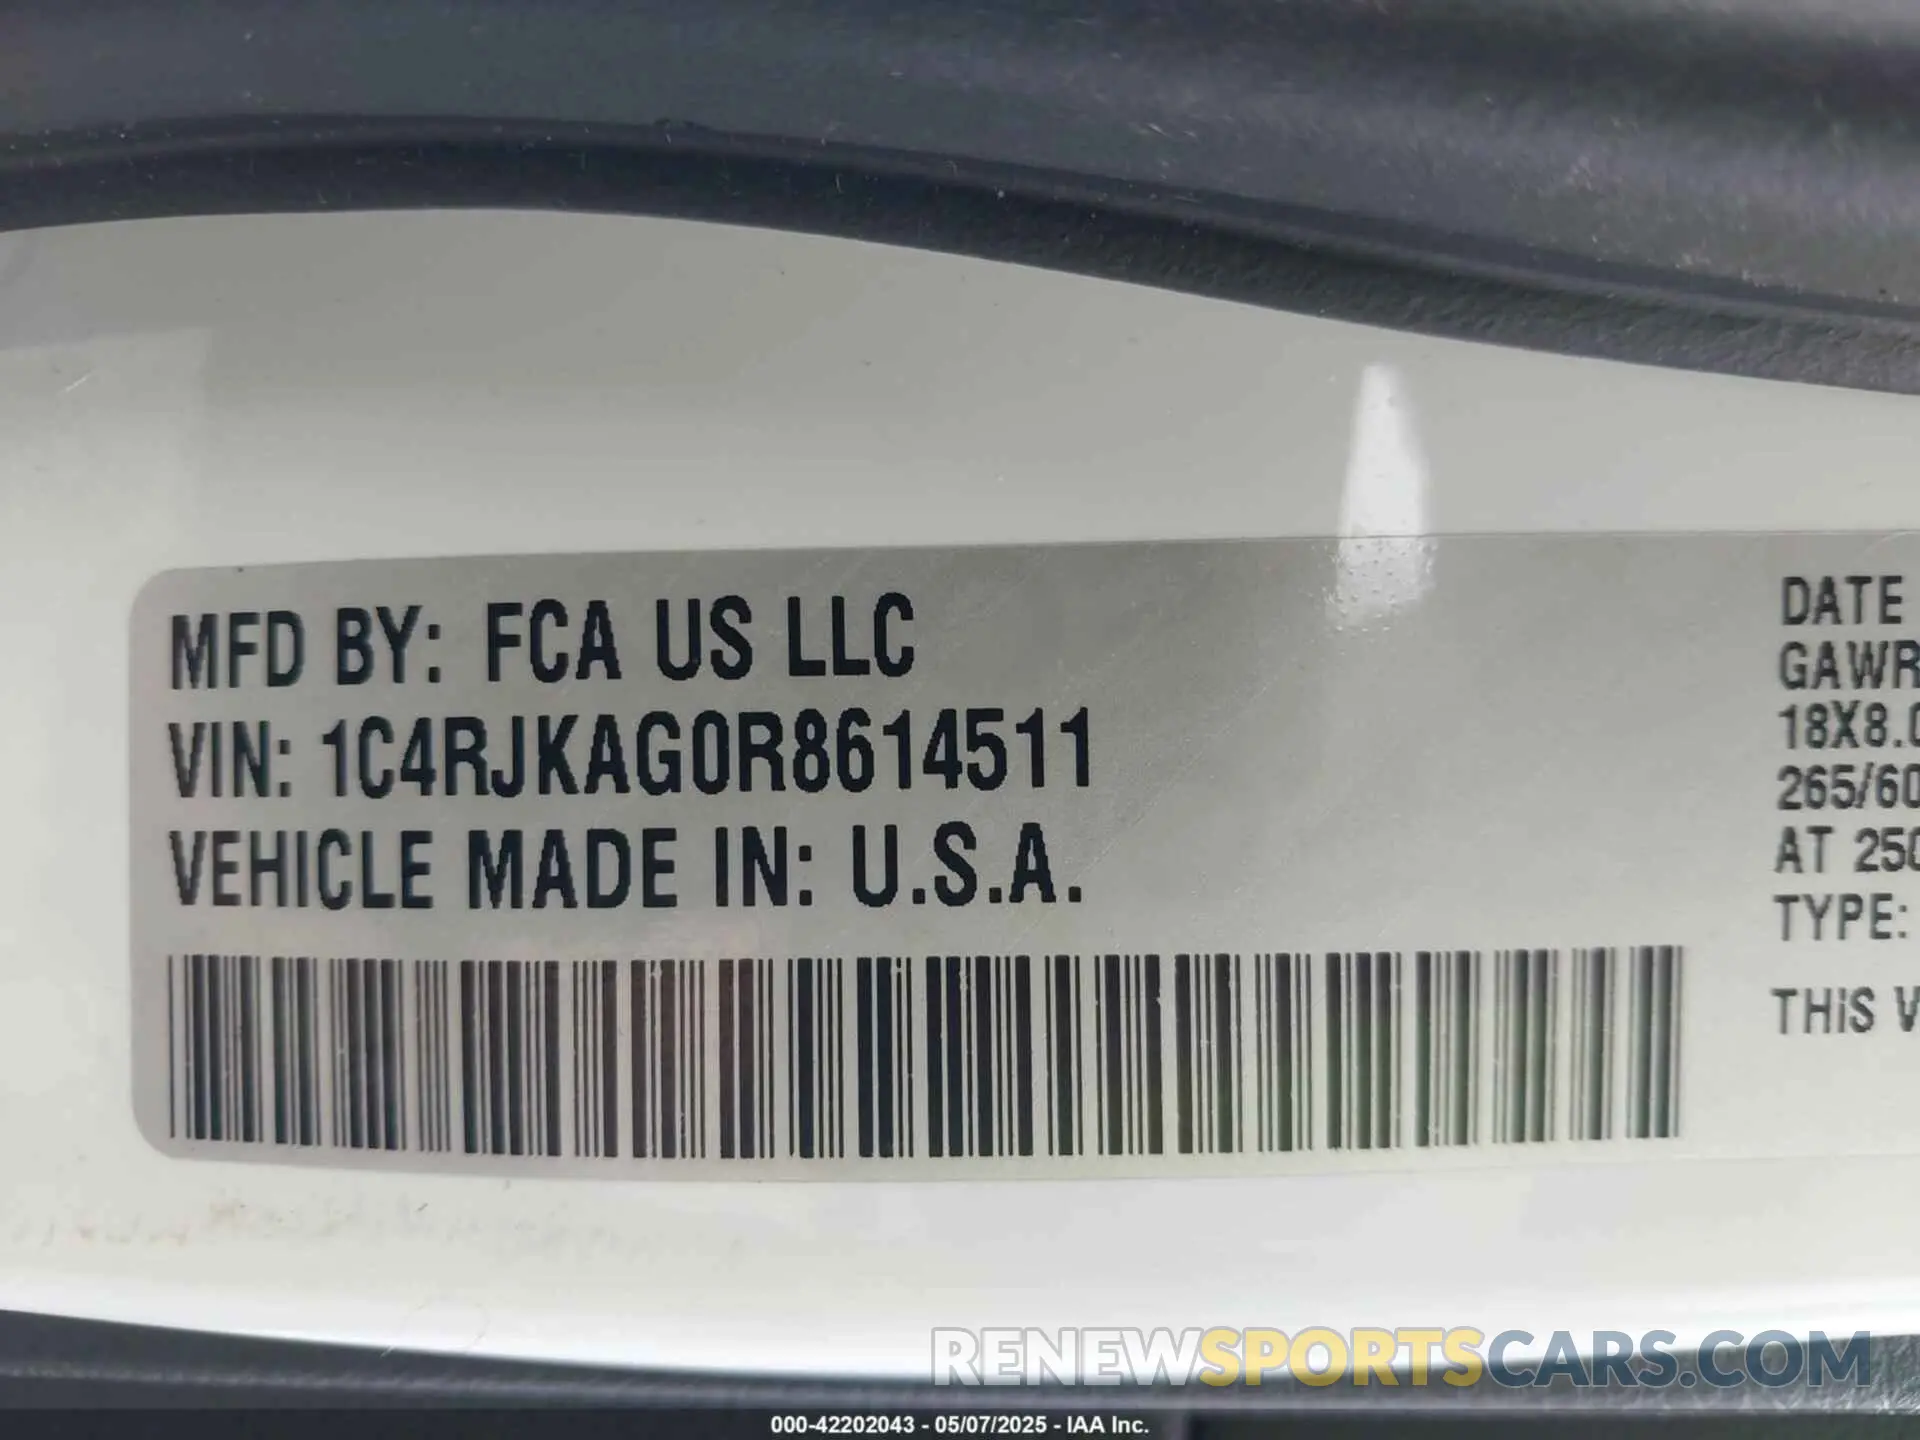 MFD BY: FCA US LLC
VIN: 1C4RJKAG0R8614511
VEHICLE MADE IN: U.S.A.
DATE
GAWR
18X8.0
265/60
AT 250
TYPE:
THiS V
RENEWSPORTSCARS.COM
000-42202043 - 05/07/2025 - IAA Inc.